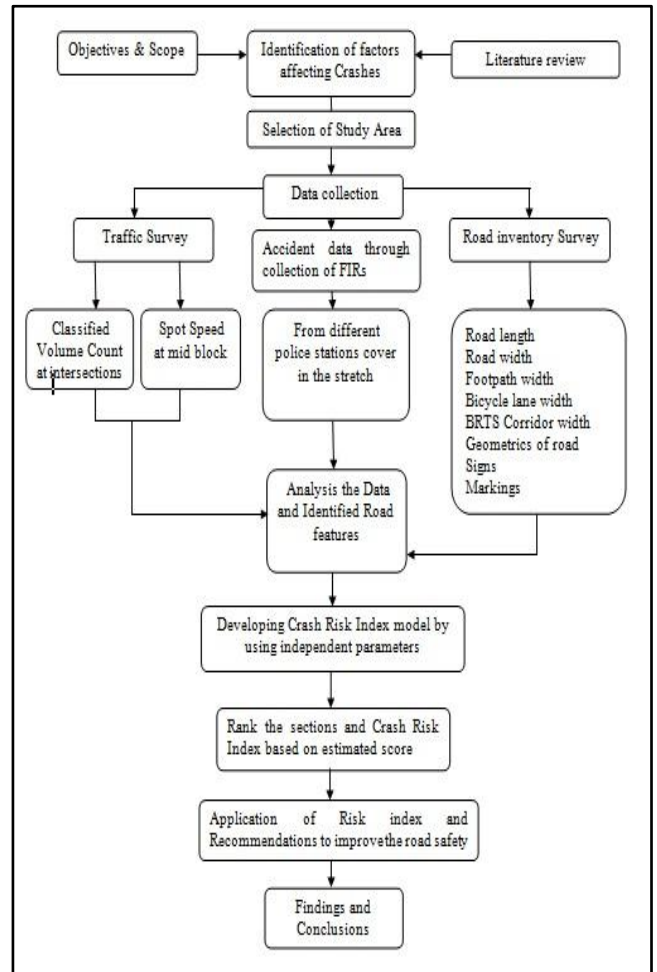 Objectives & Scope
Identification of factors
affecting Crashes
Literature review
Selection of Study Area
Data collection
Traffic Survey
Accident data through
collection of FIRs
Road inventory Survey
Classified
Volume Count
at intersections
Spot Speed
at mid block
From different
police stations cover
in the stretch
Road length
Road width
Footpath width
Bicycle lane width
BRTS Corridor width
Geometrics of road
Signs
Markings
Analysis the Data
and Identified Road
features
Developing Crash Risk Index model by
using independent parameters
Rank the sections and Crash Risk
Index based on estimated score
Application of Risk index and
Recommendations to improve the road safety
Findings and
Conclusions